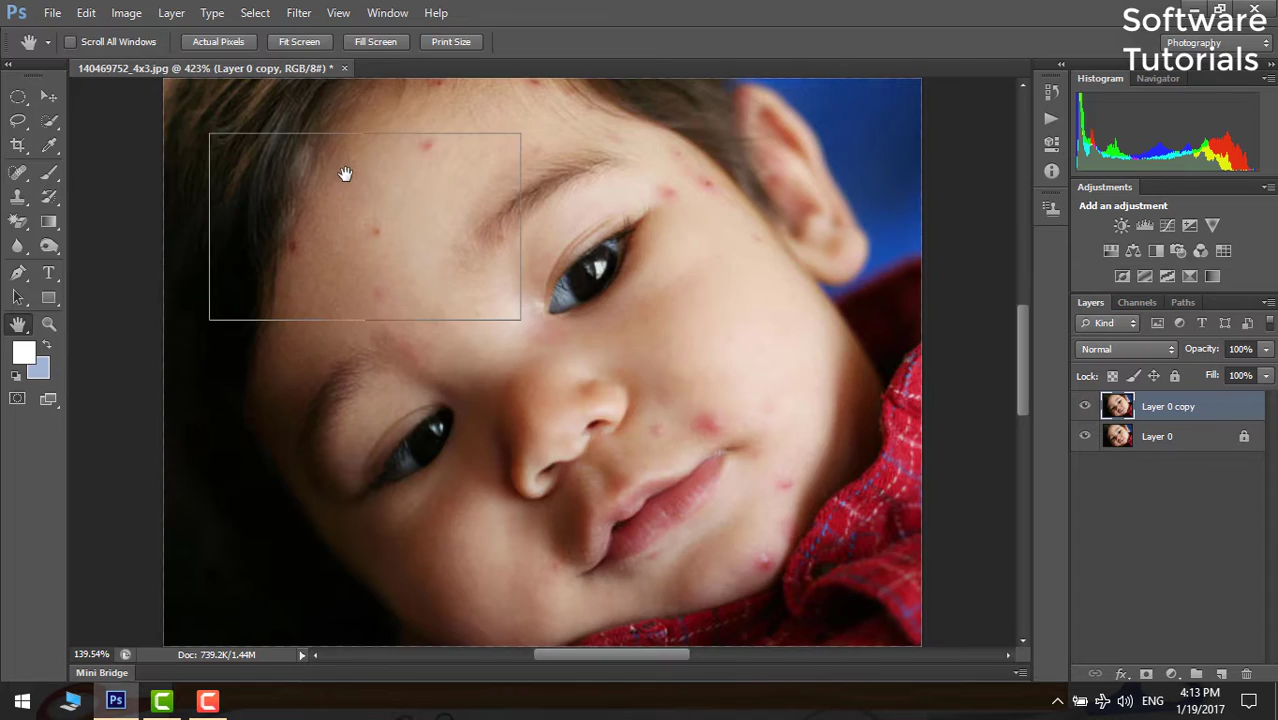 Ps File Edit Image Layer Type Select Filter View Window Help
Software
Tutorials
Scroll All Windows Actual Pixels Fit Screen Fill Screen Print Size Photography
140469752_4x3.jpg @ 423% (Layer 0 copy, RGB/8#) * ×
Histogram Navigator
Adjustments
Add an adjustment
Layers Channels Paths
Kind
Normal Opacity: 100%
Lock: Fill: 100%
Layer 0 copy
Layer 0
139.54% Doc: 739.2K/1.44M
Mini Bridge
Ps ENG 4:13 PM
1/19/2017